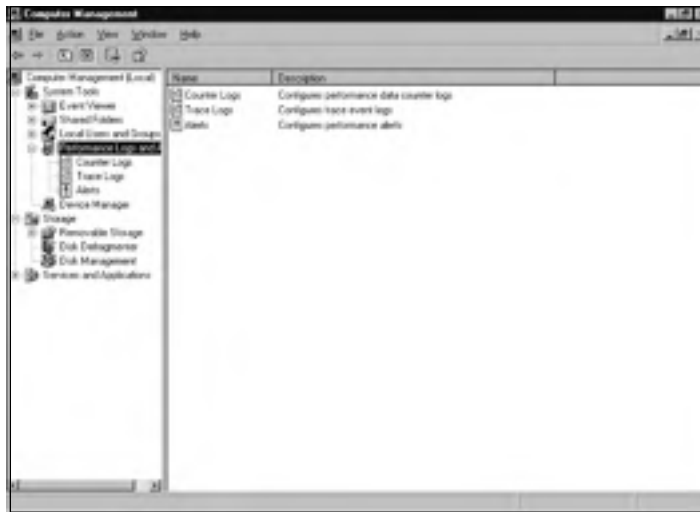 Computer Management
File Action View Window Help
Computer Management (Local)
System Tools
Event Viewer
Shared Folders
Local Users and Groups
Performance Logs and A
Counter Logs
Trace Logs
Alerts
Device Manager
Storage
Removable Storage
Disk Defragmenter
Disk Management
Services and Applications
Name Description
Counter Logs Configures performance data counter logs
Trace Logs Configures trace event logs
Alerts Configures performance alerts